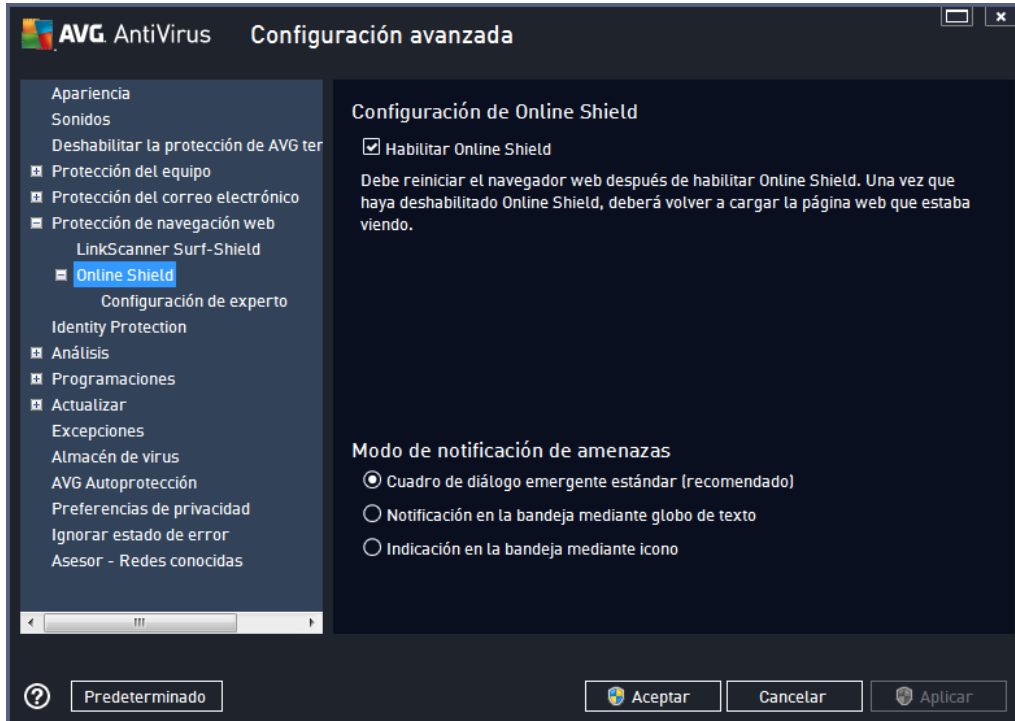 AVG AntiVirus Configuración avanzada
Apariencia
Sonidos
Deshabilitar la protección de AVG ter
Protección del equipo
Protección del correo electrónico
Protección de navegación web
LinkScanner Surf-Shield
Online Shield
Configuración de experto
Identity Protection
Análisis
Programaciones
Actualizar
Excepciones
Almacén de virus
AVG Autoprotección
Preferencias de privacidad
Ignorar estado de error
Asesor - Redes conocidas
Configuración de Online Shield
Habilitar Online Shield
Debe reiniciar el navegador web después de habilitar Online Shield. Una vez que
haya deshabilitado Online Shield, deberá volver a cargar la página web que estaba
viendo.
Modo de notificación de amenazas
Cuadro de diálogo emergente estándar (recomendado)
Notificación en la bandeja mediante globo de texto
Indicación en la bandeja mediante icono
? Predeterminado Aceptar Cancelar Aplicar